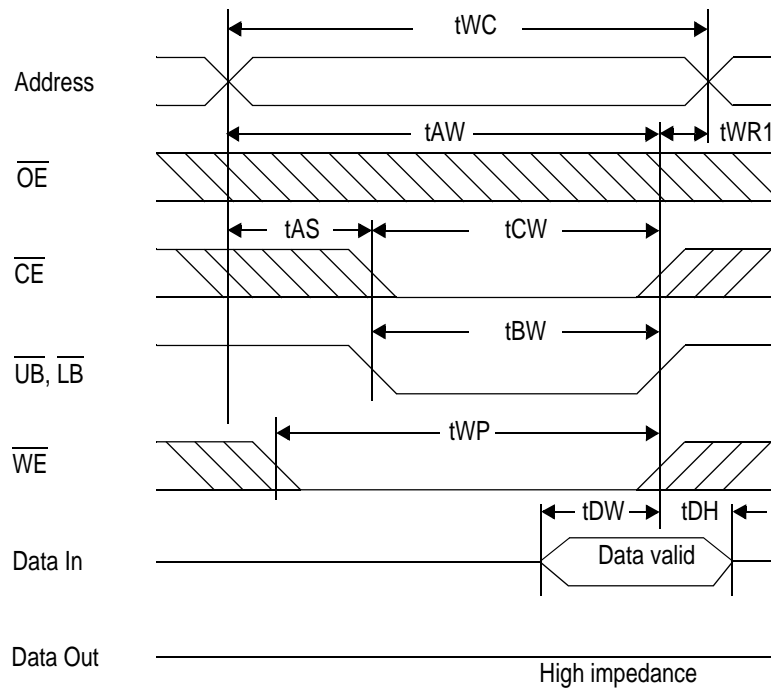 tWC
Address
tAW
tWR1
OE
tAS
tCW
CE
tBW
UB, LB
tWP
WE
tDW
tDH
Data In
Data valid
Data Out
High impedance